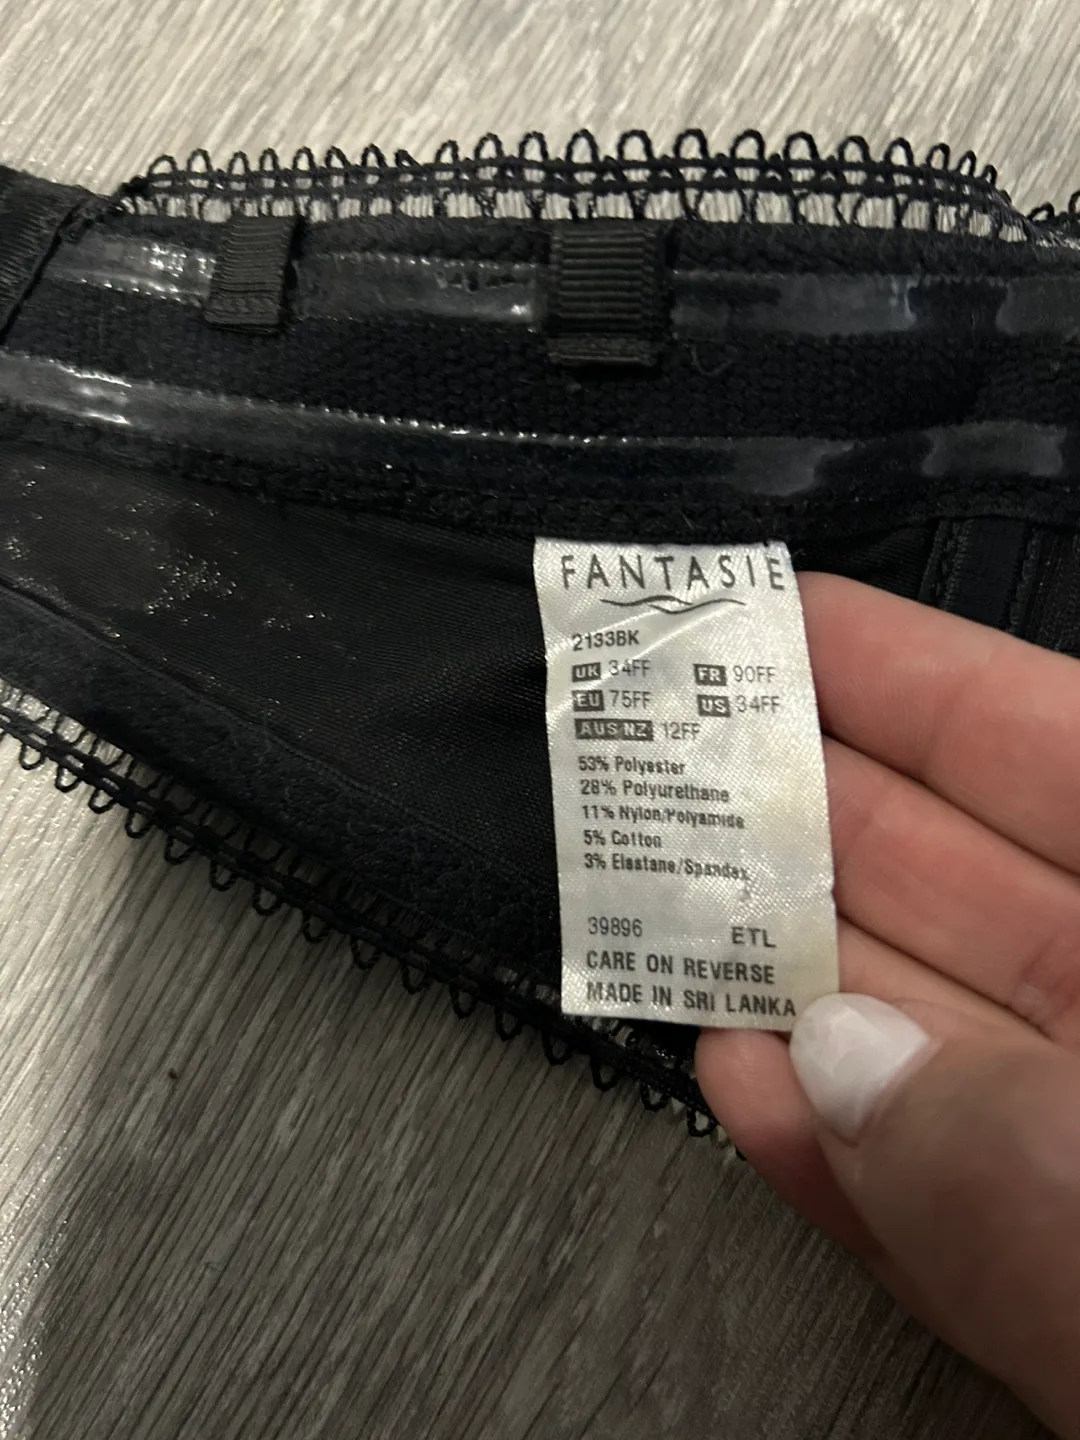 FANTASIE
2133BK
UK 34FF FR 90FF
EU 75FF US 34FF
AUS NZ 12FF
53% Polyester
28% Polyurethane
11% Nylon/Polyamide
5% Cotton
3% Elastane/Spandex
39896 ETL
CARE ON REVERSE
MADE IN SRI LANKA